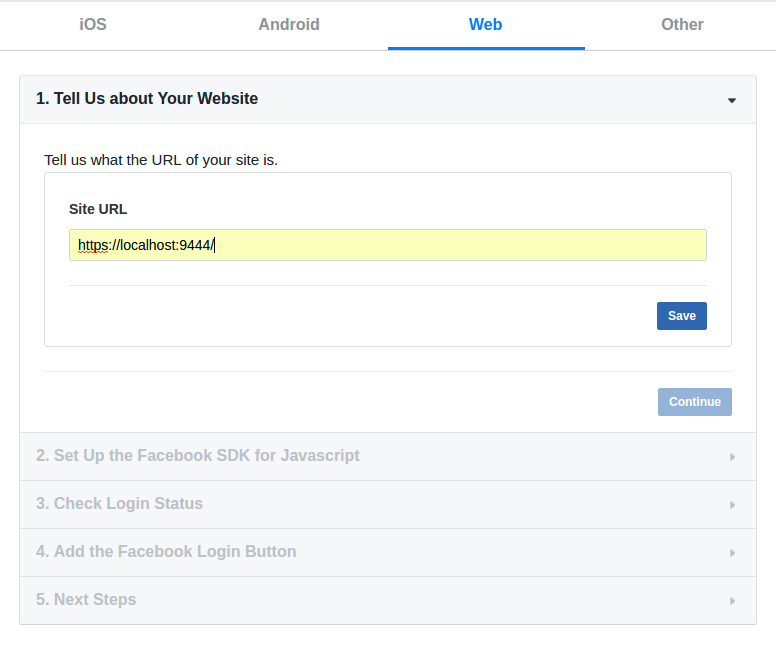 iOS Android Web Other
1. Tell Us about Your Website
Tell us what the URL of your site is.
Site URL
https://localhost:9444/
Save
Continue
2. Set Up the Facebook SDK for Javascript
3. Check Login Status
4. Add the Facebook Login Button
5. Next Steps